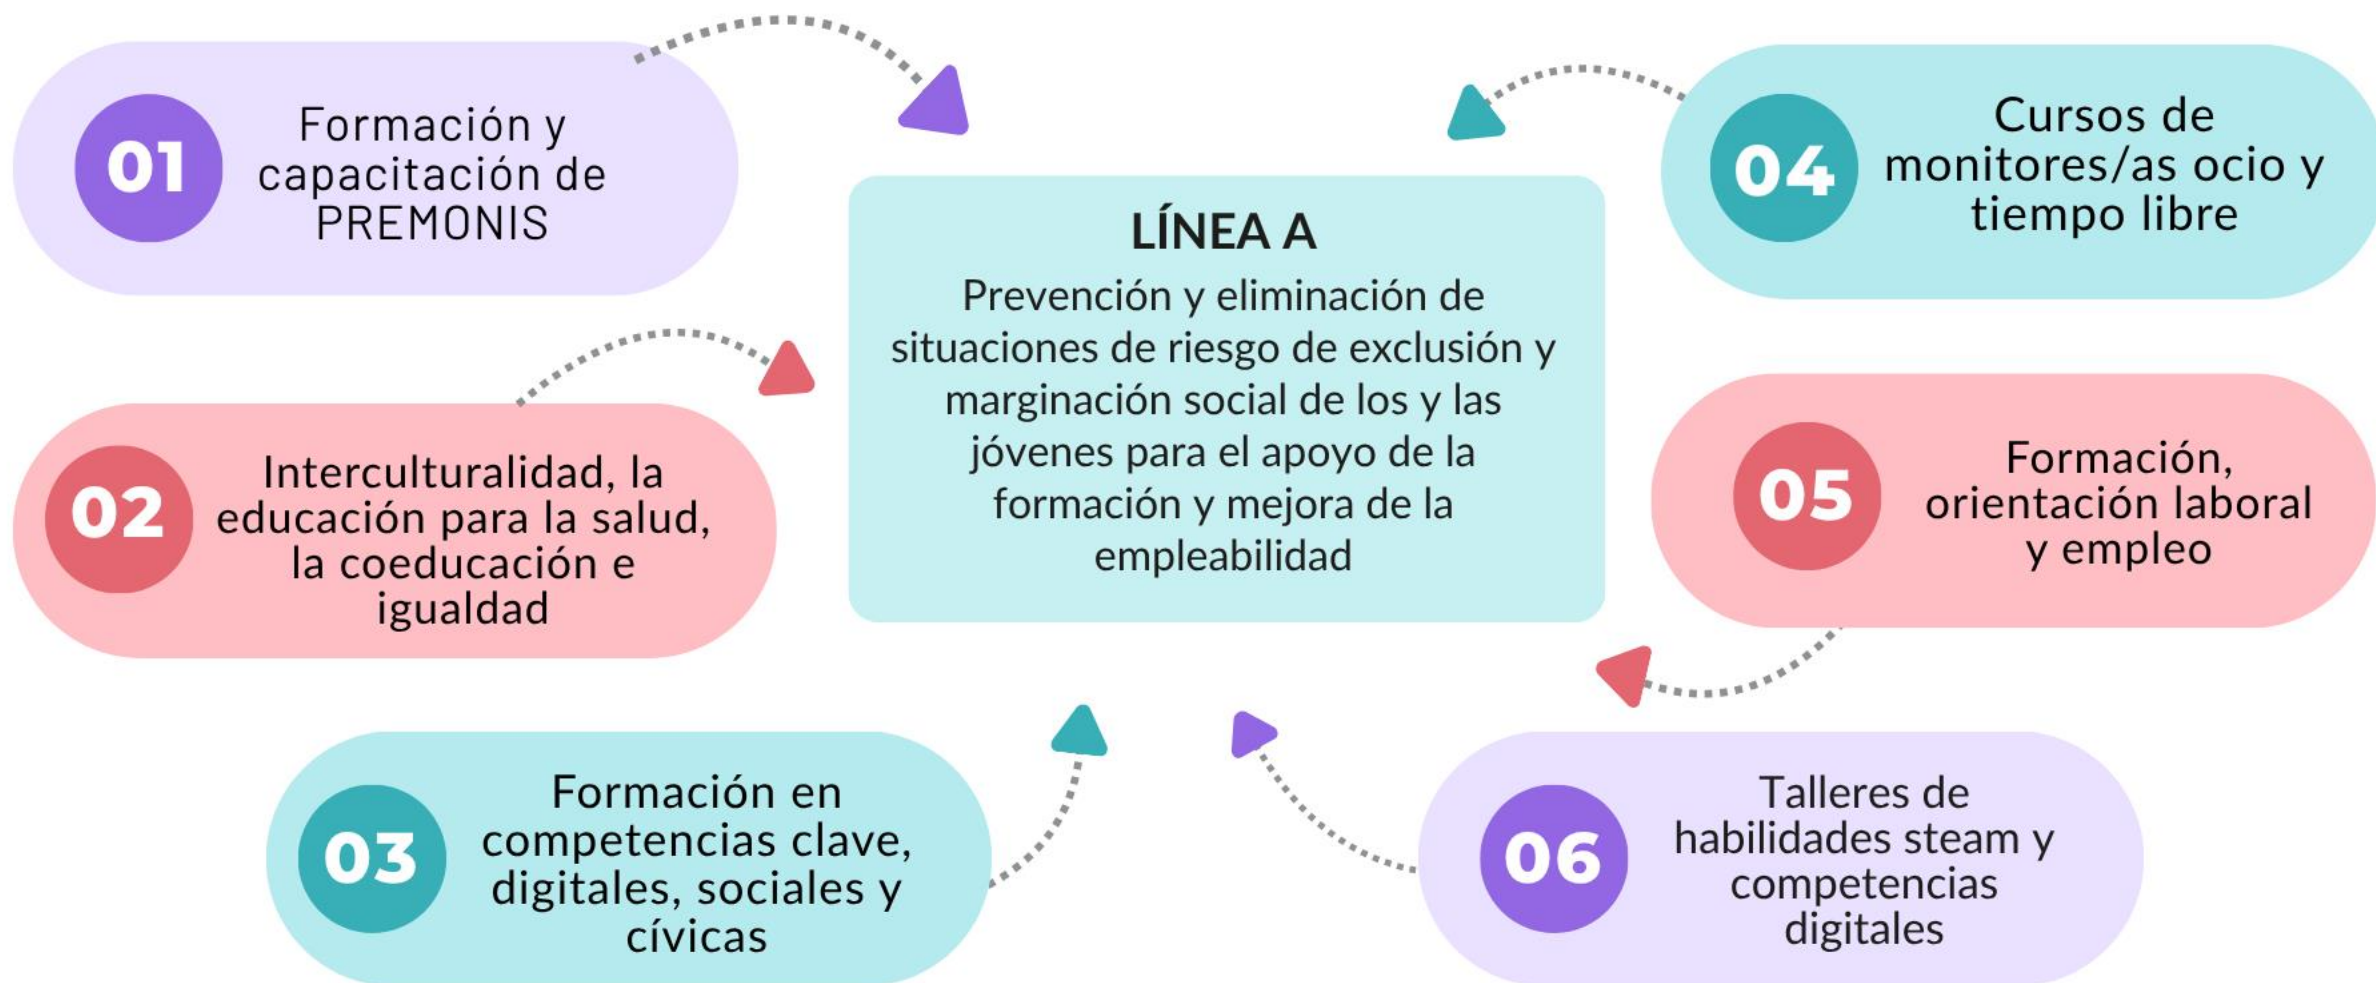 01
Formación y
capacitación de
PREMONIS
02
Interculturalidad, la
educación para la salud,
la coeducación e
igualdad
03
Formación en
competencias clave,
digitales, sociales y
cívicas
LÍNEA A
Prevención y eliminación de
situaciones de riesgo de exclusión y
marginación social de los y las
jóvenes para el apoyo de la
formación y mejora de la
empleabilidad
04
Cursos de
monitores/as ocio y
tiempo libre
05
Formación,
orientación laboral
y empleo
06
Talleres de
habilidades steam y
competencias
digitales